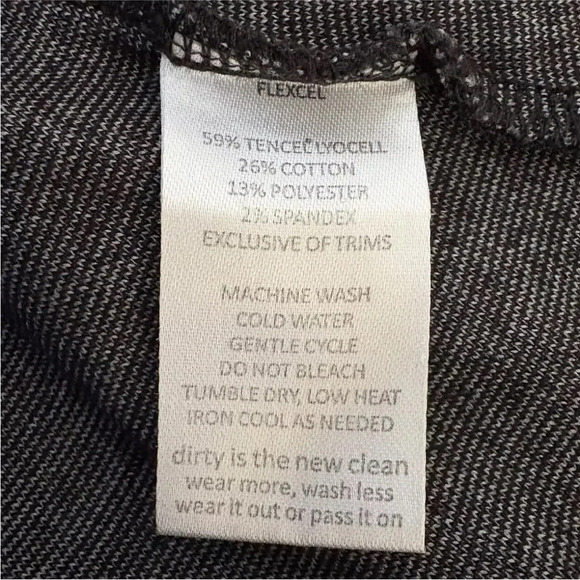 FLEXCEL
59% TENCEL LYOCELL
26% COTTON
13% POLYESTER
2% SPANDEX
EXCLUSIVE OF TRIMS
MACHINE WASH
COLD WATER
GENTLE CYCLE
DO NOT BLEACH
TUMBLE DRY, LOW HEAT
IRON COOL AS NEEDED
dirty is the new clean
wear more, wash less
wear it out or pass it on